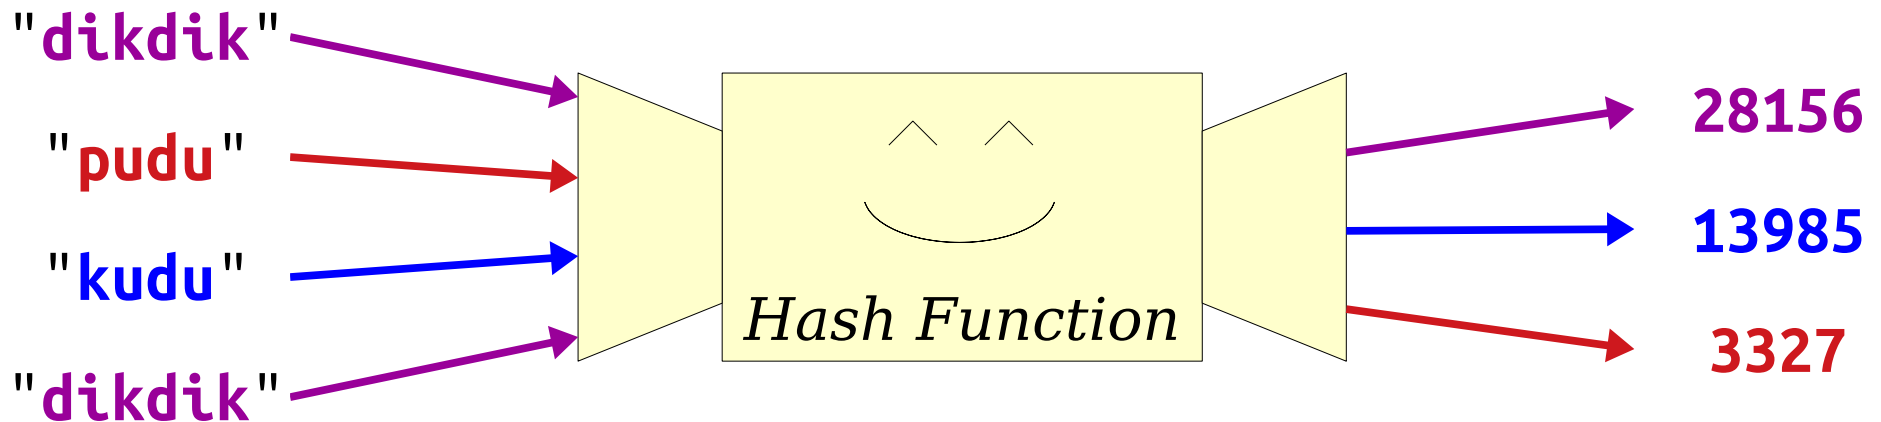 "dikdik"
"pudu"
"kudu"
"dikdik"
Hash Function
28156
13985
3327